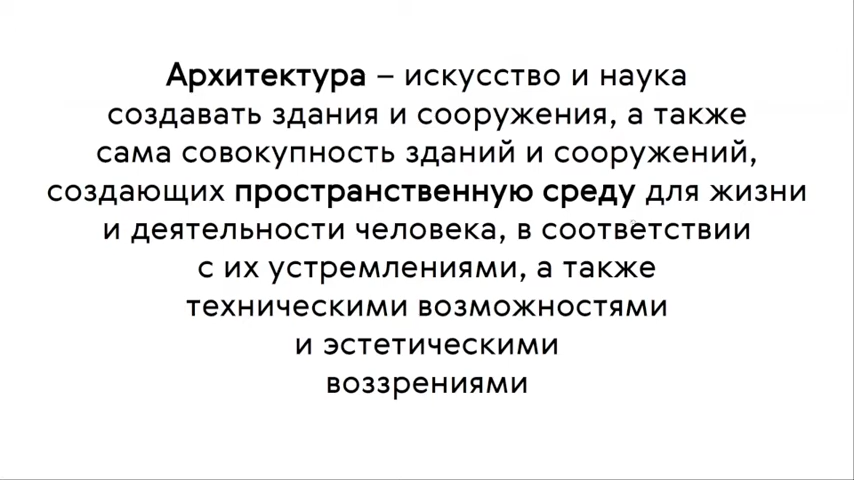 Архитектура – искусство и наука
создавать здания и сооружения, а также
сама совокупность зданий и сооружений,
создающих пространственную среду для жизни
и деятельности человека, в соответствии
с их устремлениями, а также
техническими возможностями
и эстетическими
воззрениями